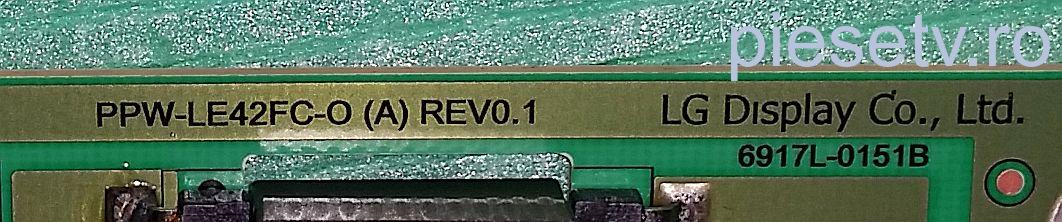 piesetv.ro
PPW-LE42FC-O (A) REV0.1 LG Display Co., Ltd.
6917L-0151B